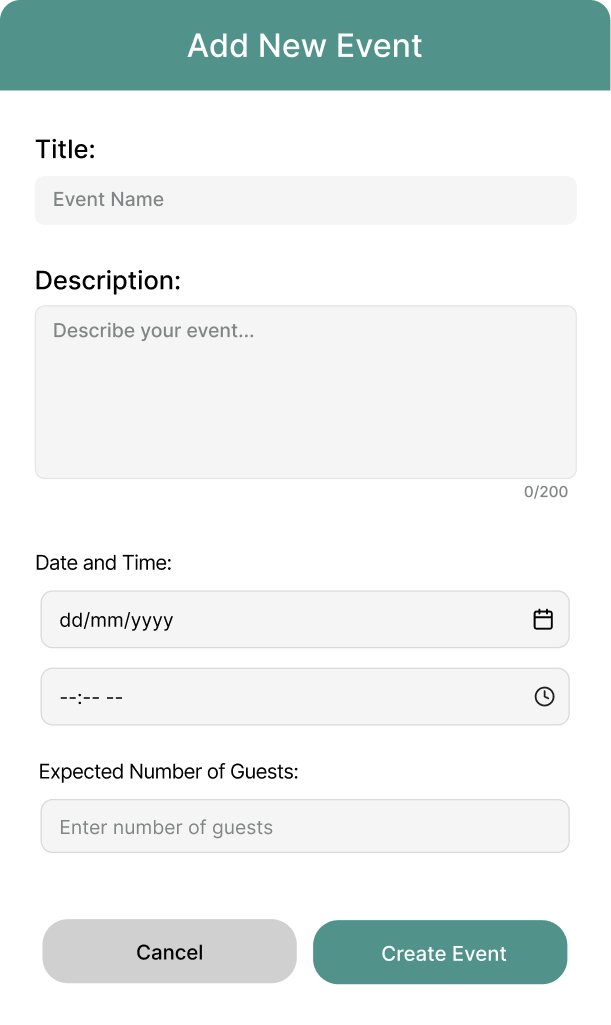 Add New Event
Title:
Event Name
Description:
Describe your event...
0/200
Date and Time:
dd/mm/yyyy
--:-- --
Expected Number of Guests:
Enter number of guests
Cancel
Create Event